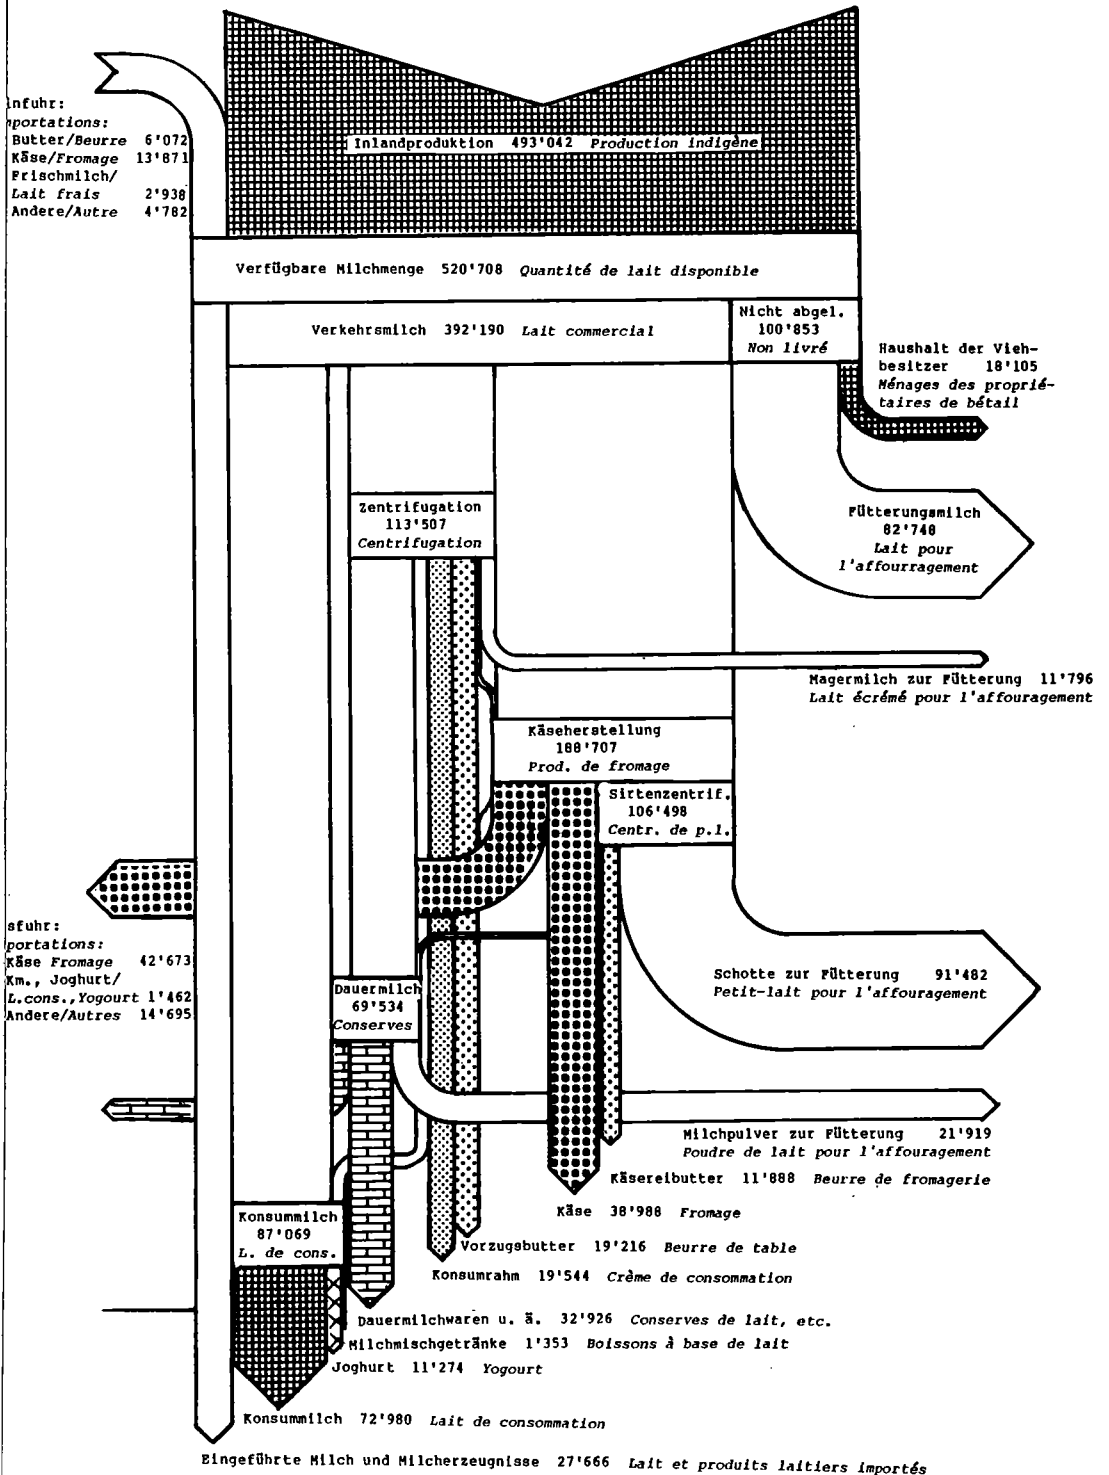 Infuhr:
portations:
Butter/Beurre 6'072
Käse/Fromage 13'871
Frischmilch/
Lait frais 2'938
Andere/Autre 4'782
Inlandproduktion 493'042 Production indigène
Verfügbare Milchmenge 520'708 Quantité de lait disponible
Verkehrsmilch 392'190 Lait commercial
Nicht abgel.
100'853
Non livré
Haushalt der Vieh-
besitzer 18'105
Ménages des proprié-
taires de bétail
Zentrifugation
113'507
Centrifugation
Fütterungsmilch
82'748
Lait pour
l'affourragement
Magermilch zur Fütterung 11'796
Lait écrémé pour l'affouragement
Käseherstellung
188'707
Prod. de fromage
Sirtenzentrif.
106'498
Centr. de p.l.
sfuhr:
portations:
Käse Fromage 42'673
Km., Joghurt/
L.cons., Yogourt 1'462
Andere/Autres 14'695
Schotte zur Fütterung 91'482
Petit-lait pour l'affouragement
Dauermilch
69'534
Conserves
Milchpulver zur Fütterung 21'919
Poudre de lait pour l'affouragement
Käsereibutter 11'888 Beurre de fromagerie
Käse 38'988 Fromage
Konsummilch
87'069
L. de cons.
Vorzugsbutter 19'216 Beurre de table
Konsumrahm 19'544 Crème de consommation
Dauermilchwaren u. ä. 32'926 Conserves de lait, etc.
Milchmischgetränke 1'353 Boissons à base de lait
Joghurt 11'274 Yogourt
Konsummilch 72'980 Lait de consommation
Eingeführte Milch und Milcherzeugnisse 27'666 Lait et produits laitiers importés